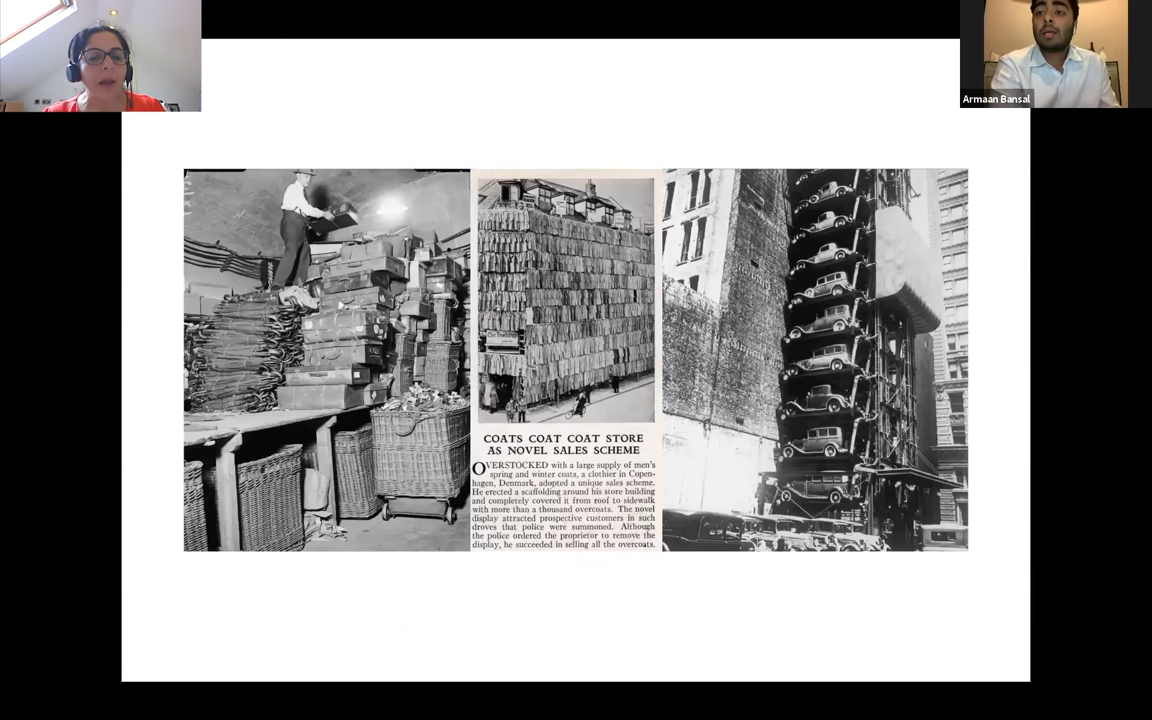 Armaan Bansal
COATS COAT COAT STORE
AS NOVEL SALES SCHEME
OVERSTOCKED with a large supply of men's
spring and winter coats, a clothier in Copen-
hagen, Denmark, adopted a unique sales scheme.
He erected a scaffolding around his store building
and completely covered it from roof to sidewalk
with more than a thousand overcoats. The novel
display attracted prospective customers in such
droves that police were summoned. Although
the police ordered the proprietor to remove the
display, he succeeded in selling all the overcoats.